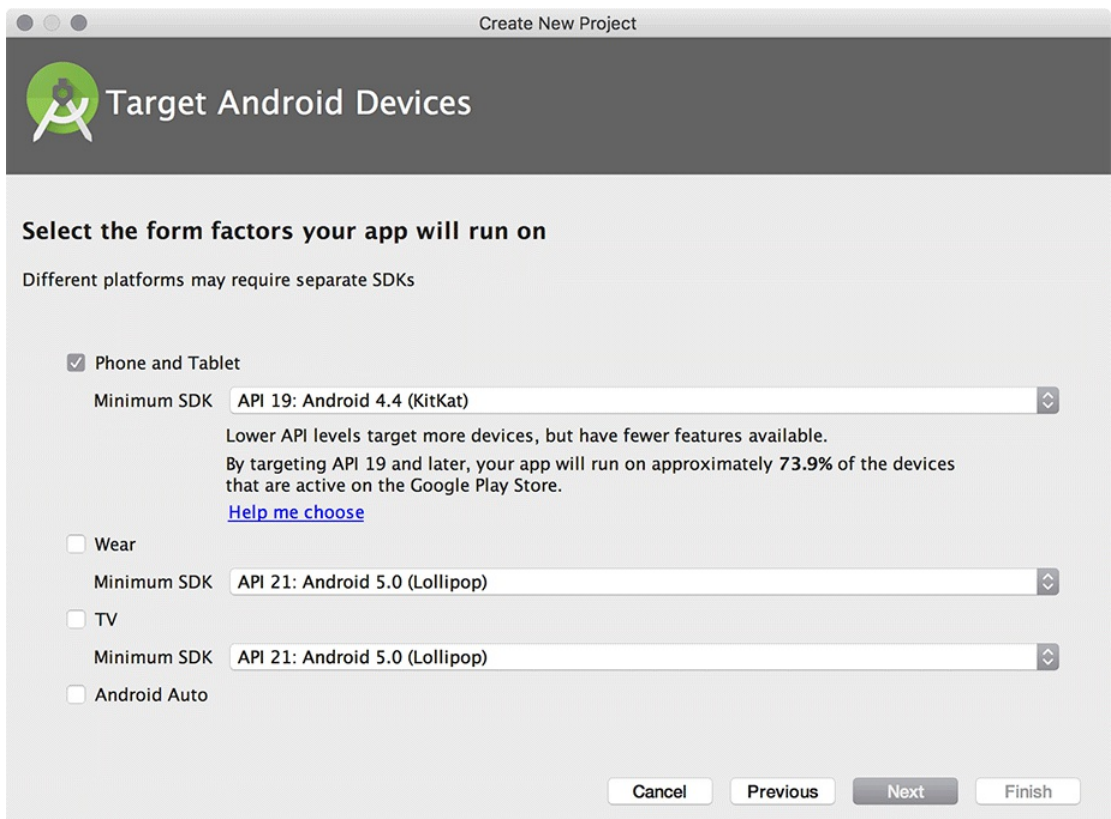 Create New Project
Target Android Devices
Select the form factors your app will run on
Different platforms may require separate SDKs
Phone and Tablet
Minimum SDK API 19: Android 4.4 (KitKat)
Lower API levels target more devices, but have fewer features available.
By targeting API 19 and later, your app will run on approximately 73.9% of the devices
that are active on the Google Play Store.
Help me choose
Wear
Minimum SDK API 21: Android 5.0 (Lollipop)
TV
Minimum SDK API 21: Android 5.0 (Lollipop)
Android Auto
Cancel Previous Next Finish